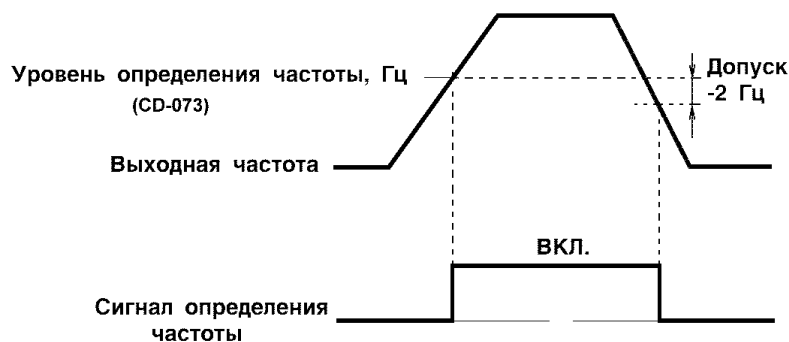 Уровень определения частоты, Гц
(CD-073)
Допуск
-2 Гц
Выходная частота
ВКЛ.
Сигнал определения
частоты